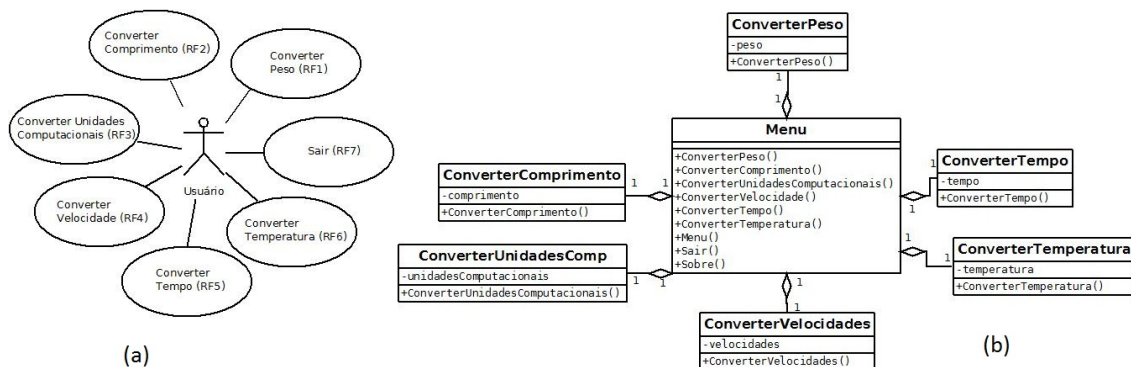 Converter
Comprimento (RF2)
Converter
Peso (RF1)
Converter Unidades
Computacionais (RF3)
Sair (RF7)
Usuário
Converter
Velocidade (RF4)
Converter
Temperatura (RF6)
Converter
Tempo (RF5)
(a)
ConverterPeso
-peso
+ConverterPeso()
1
1
Menu
+ConverterPeso()
+ConverterComprimento()
+ConverterUnidadesComputacionais()
+ConverterVelocidade()
+ConverterTempo()
+ConverterTemperatura()
+Menu()
+Sair()
+Sobre()
ConverterComprimento
-comprimento
+ConverterComprimento()
1
1
ConverterTempo
-tempo
+ConverterTempo()
1
1
ConverterUnidadesComp
-unidadesComputacionais
+ConverterUnidadesComputacionais()
1
1
ConverterTemperatura
-temperatura
+ConverterTemperatura()
1
1
ConverterVelocidades
-velocidades
+ConverterVelocidades()
1
1
(b)